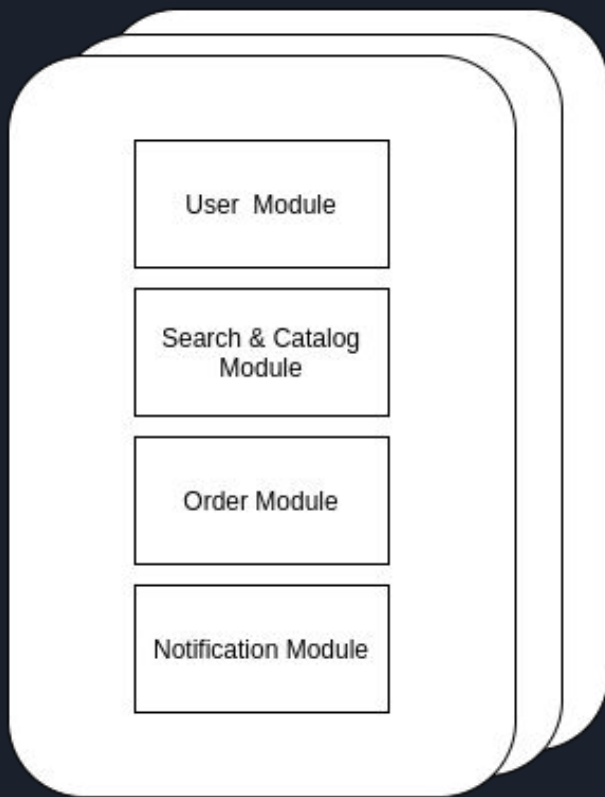 User  Module
Search & Catalog
Module
Order Module
Notification Module